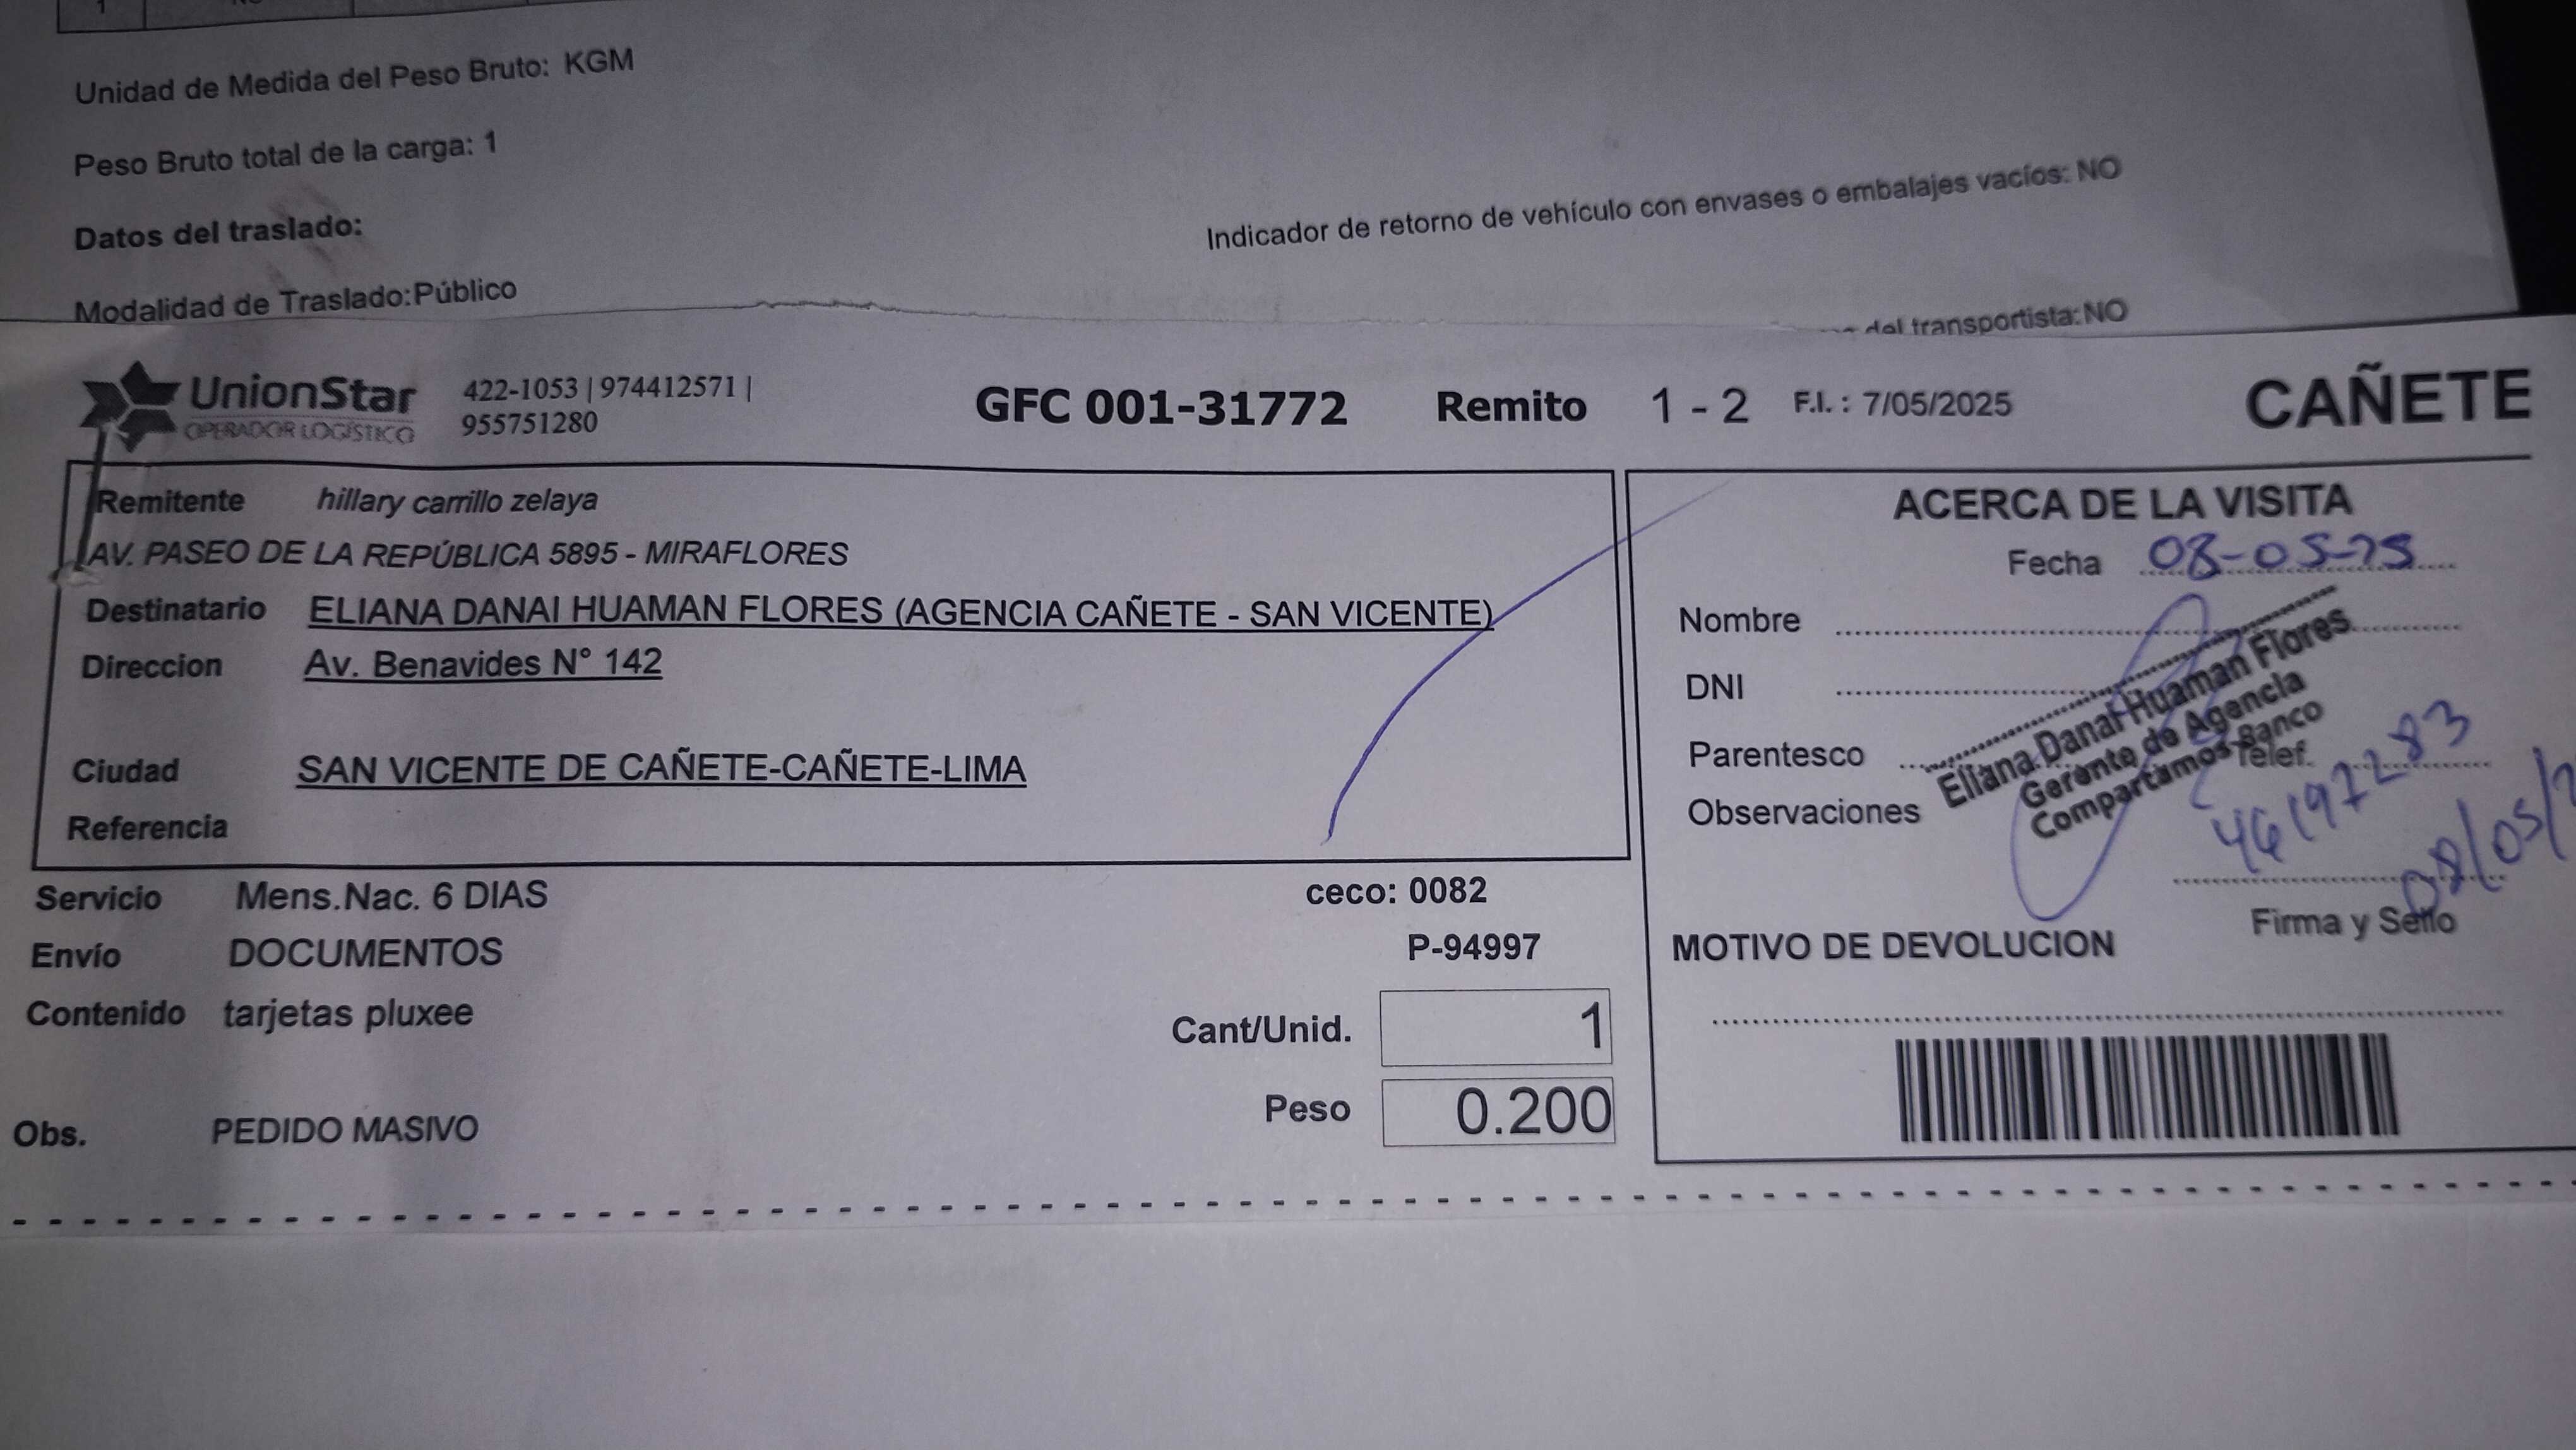 1
Unidad de Medida del Peso Bruto: KGM
Peso Bruto total de la carga: 1
Datos del traslado:
Indicador de retorno de vehículo con envases o embalajes vacíos: NO
Modalidad de Traslado:Público
del transportista:NO
UnionStar
OPERADOR LOGÍSTICO
422-1053 | 974412571 |
955751280
GFC 001-31772 Remito 1 - 2 F.I. : 7/05/2025 CAÑETE
Remitente hillary carrillo zelaya
AV. PASEO DE LA REPÚBLICA 5895 - MIRAFLORES
Destinatario ELIANA DANAI HUAMAN FLORES (AGENCIA CAÑETE - SAN VICENTE)
Direccion Av. Benavides N° 142
Ciudad SAN VICENTE DE CAÑETE-CAÑETE-LIMA
Referencia
Servicio Mens.Nac. 6 DIAS
ceco: 0082
Envío DOCUMENTOS
P-94997
Contenido tarjetas pluxee
Cant/Unid. 1
Peso 0.200
Obs. PEDIDO MASIVO
ACERCA DE LA VISITA
Fecha 08-05-25
Nombre
DNI
Parentesco
Telef.
Observaciones
Eliana Danai Huaman Flores
Gerente de Agencia
Compartamos Banco
46197283
08/05/2
Firma y Sello
MOTIVO DE DEVOLUCION